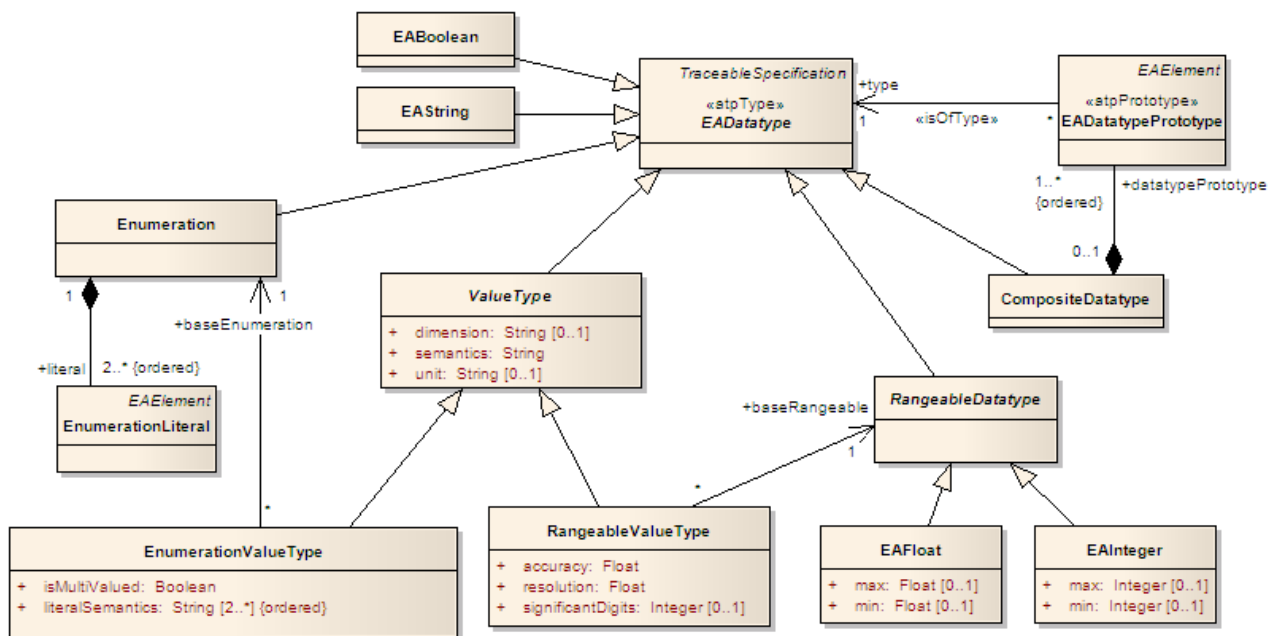 EABoolean
EAString
TraceableSpecification
«atpType»
EADatatype
+type
1
«isOfType»
*
EAElement
«atpPrototype»
EADatatypePrototype
1..*
{ordered}
+datatypePrototype
0..1
CompositeDatatype
Enumeration
1
1
+baseEnumeration
+literal
2..* {ordered}
EAElement
EnumerationLiteral
ValueType
+ dimension: String [0..1]
+ semantics: String
+ unit: String [0..1]
+baseRangeable
1
*
RangeableDatatype
*
EnumerationValueType
+ isMultiValued: Boolean
+ literalSemantics: String [2..*] {ordered}
RangeableValueType
+ accuracy: Float
+ resolution: Float
+ significantDigits: Integer [0..1]
EAFloat
+ max: Float [0..1]
+ min: Float [0..1]
EAInteger
+ max: Integer [0..1]
+ min: Integer [0..1]